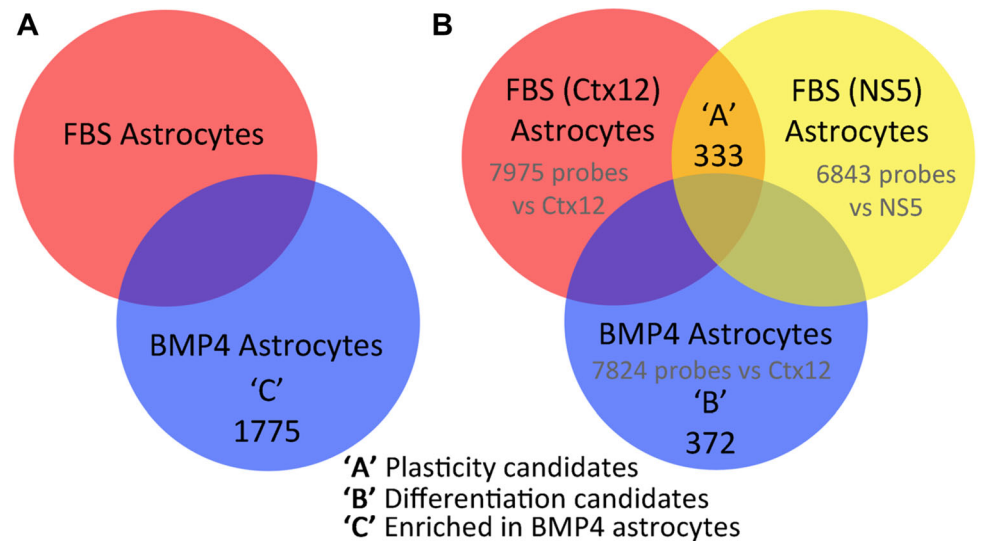 A
FBS Astrocytes
BMP4 Astrocytes
‘C’
1775
B
FBS (Ctx12)
Astrocytes
7975 probes
vs Ctx12
‘A’
333
FBS (NS5)
Astrocytes
6843 probes
vs NS5
BMP4 Astrocytes
7824 probes vs Ctx12
‘B’
372
‘A’ Plasticity candidates
‘B’ Differentiation candidates
‘C’ Enriched in BMP4 astrocytes